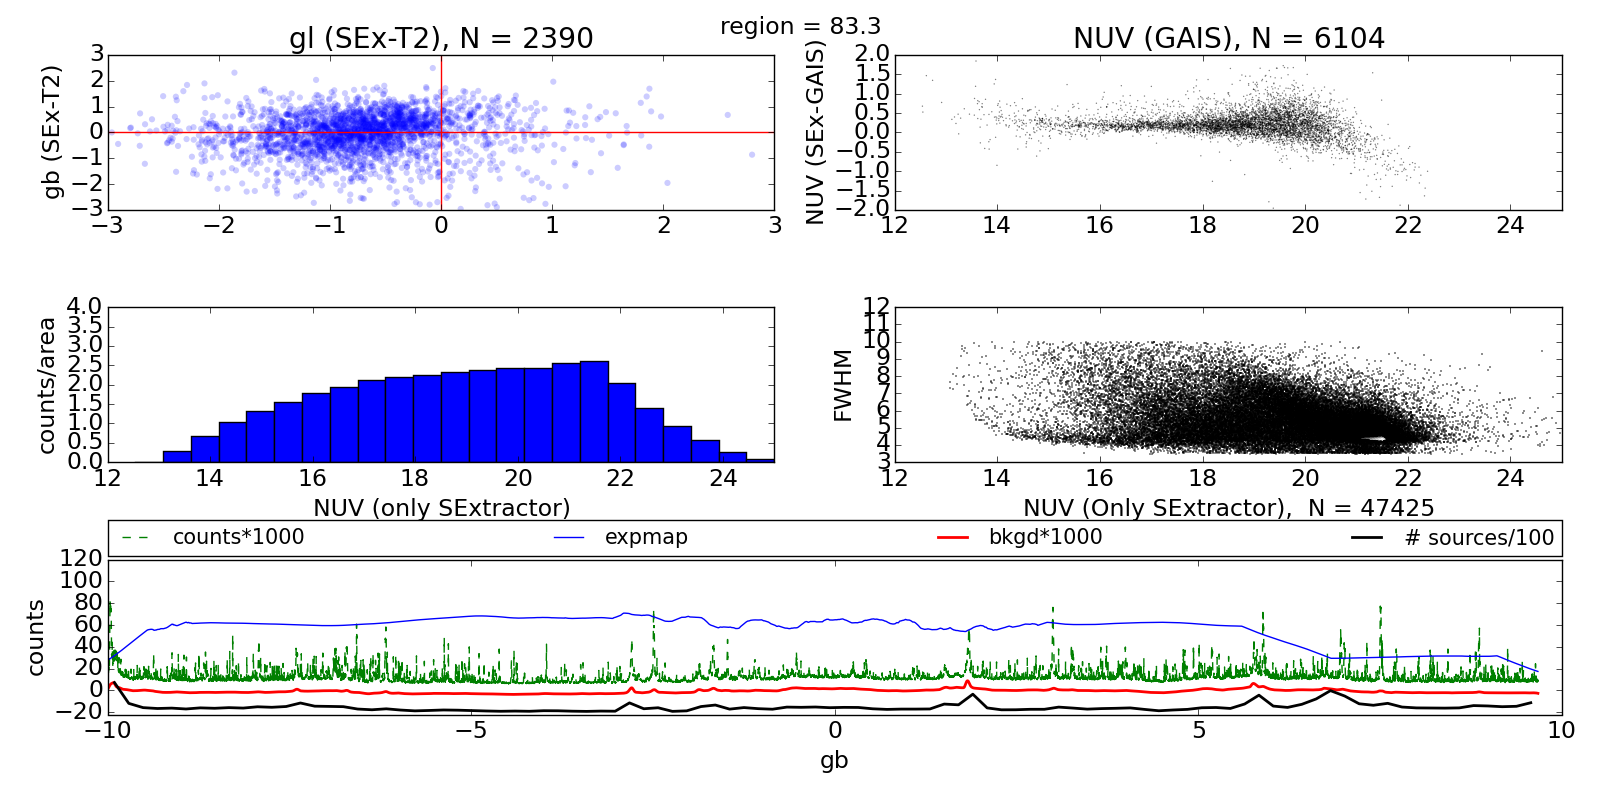 region = 83.3
gl (SEx-T2), N = 2390
gb (SEx-T2)
3
2
1
0
−1
−2
−3
−3 −2 −1 0 1 2 3
NUV (GAIS), N = 6104
NUV (SEx-GAIS)
2.0
1.5
1.0
0.5
0.0
−0.5
−1.0
−1.5
−2.0
12 14 16 18 20 22 24
counts/area
4.0
3.5
3.0
2.5
2.0
1.5
1.0
0.5
0.0
12 14 16 18 20 22 24
NUV (only SExtractor)
FWHM
12
11
10
9
8
7
6
5
4
3
12 14 16 18 20 22 24
NUV (Only SExtractor), N = 47425
counts*1000 expmap bkgd*1000 # sources/100
counts
120
100
80
60
40
20
0
−20
−10 −5 0 5 10
gb